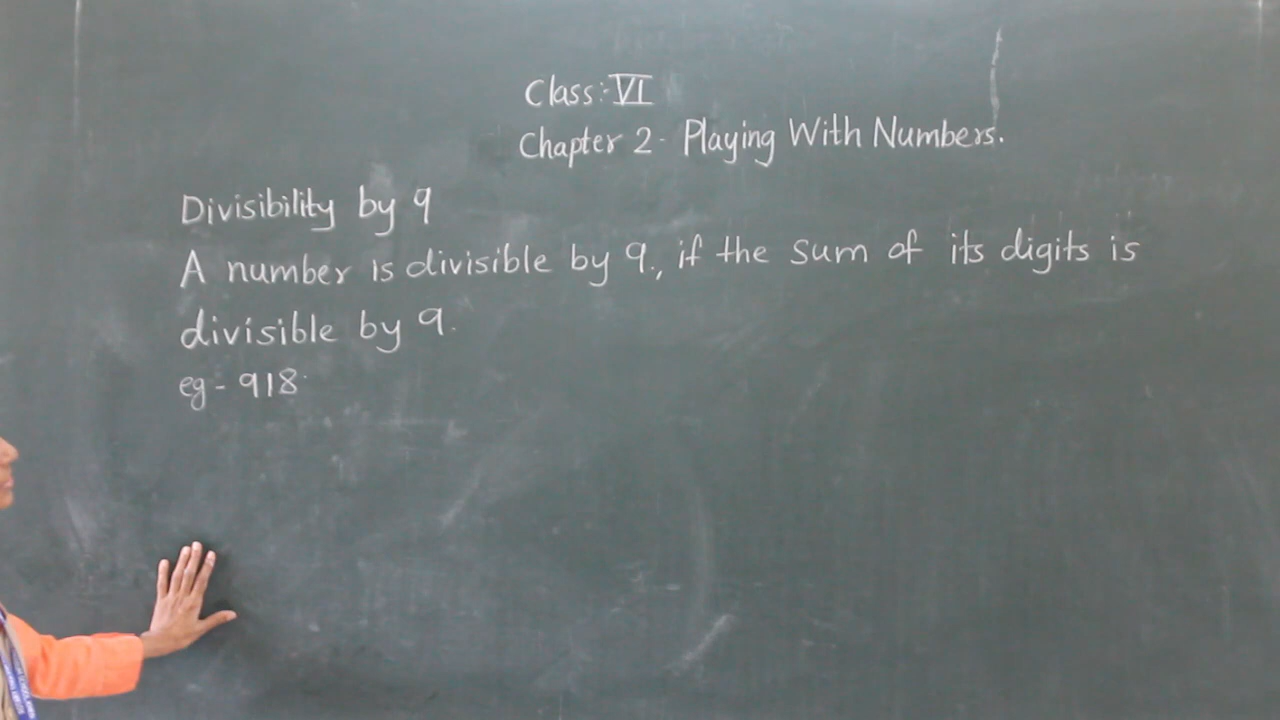 Class:- VI
Chapter 2- Playing With Numbers.
Divisibility by 9
A number is divisible by 9., if the sum of its digits is
divisible by 9.
eg - 918